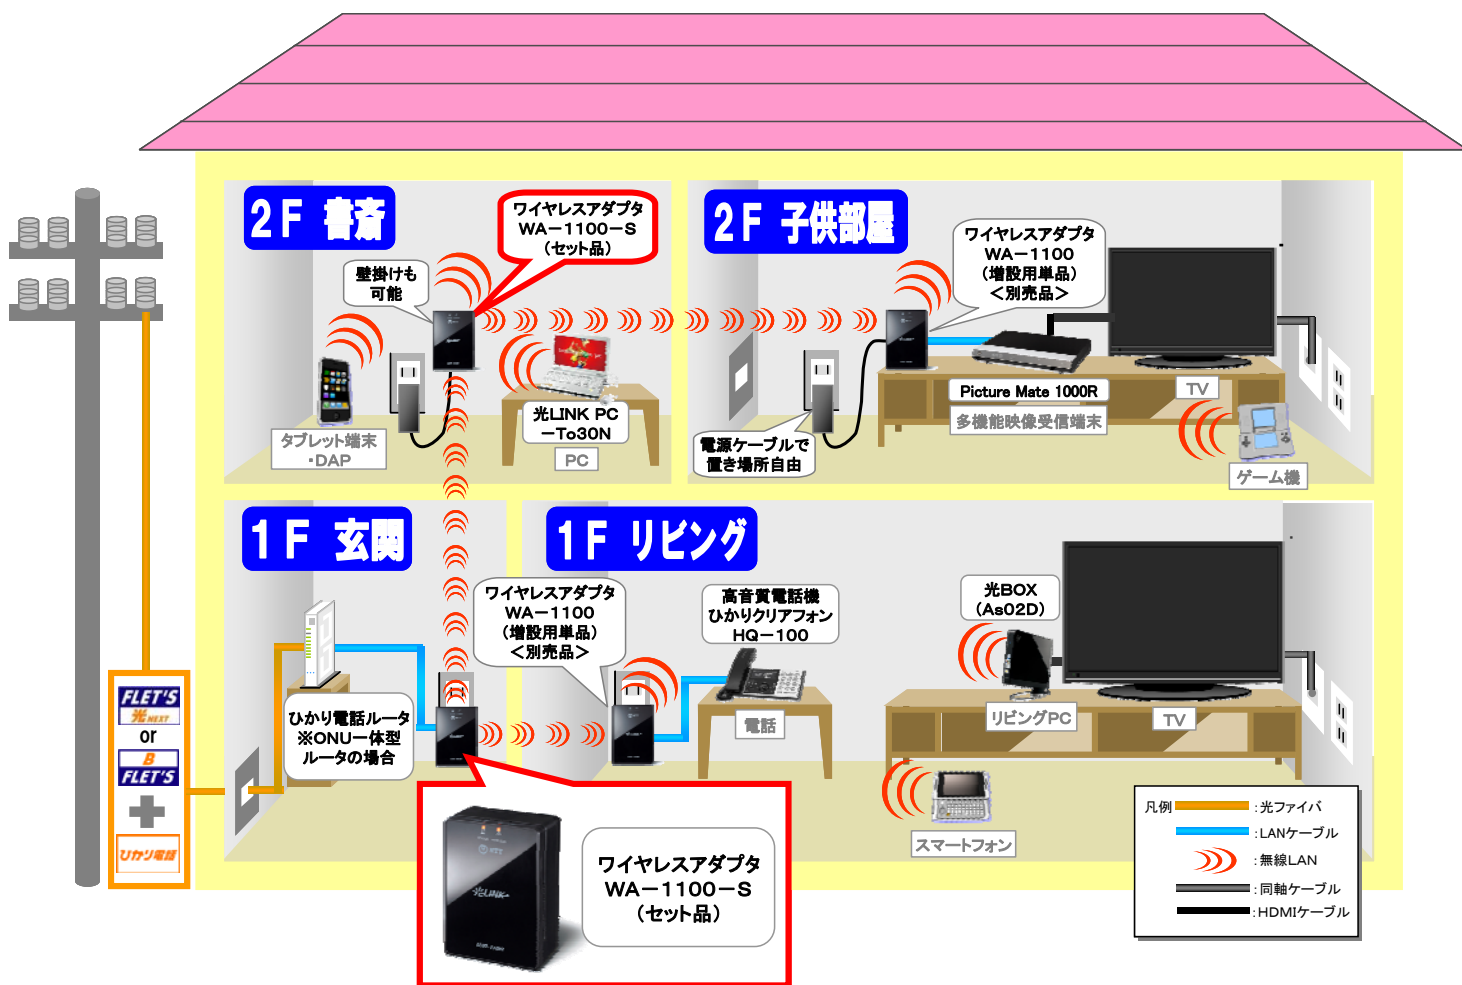 2F 書斎
ワイヤレスアダプタ
WA-1100-S
(セット品)
壁掛けも
可能
タブレット端末
・DAP
光LINK PC
-To30N
PC
2F 子供部屋
ワイヤレスアダプタ
WA-1100
(増設用単品)
<別売品>
Picture Mate 1000R
多機能映像受信端末
TV
電源ケーブルで
置き場所自由
ゲーム機
1F 玄関
ひかり電話ルータ
※ONU一体型
ルータの場合
1F リビング
ワイヤレスアダプタ
WA-1100
(増設用単品)
<別売品>
高音質電話機
ひかりクリアフォン
HQ-100
電話
光BOX
(As02D)
リビングPC
TV
スマートフォン
FLET'S
光NEXT
or
B
FLET'S
ひかり電話
NTT
光LINK
ワイヤレスアダプタ
WA-1100-S
(セット品)
凡例 :光ファイバ
:LANケーブル
:無線LAN
:同軸ケーブル
:HDMIケーブル